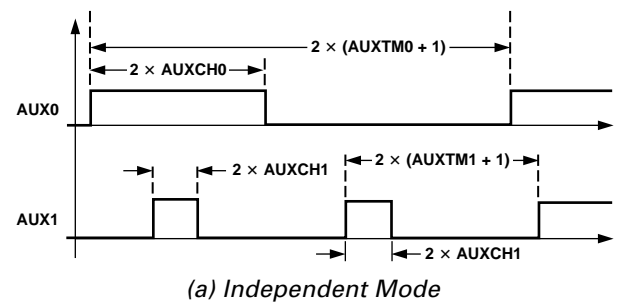 2 × (AUXTM0 + 1)
2 × AUXCH0
AUX0
2 × AUXCH1
2 × (AUXTM1 + 1)
AUX1
2 × AUXCH1
(a) Independent Mode